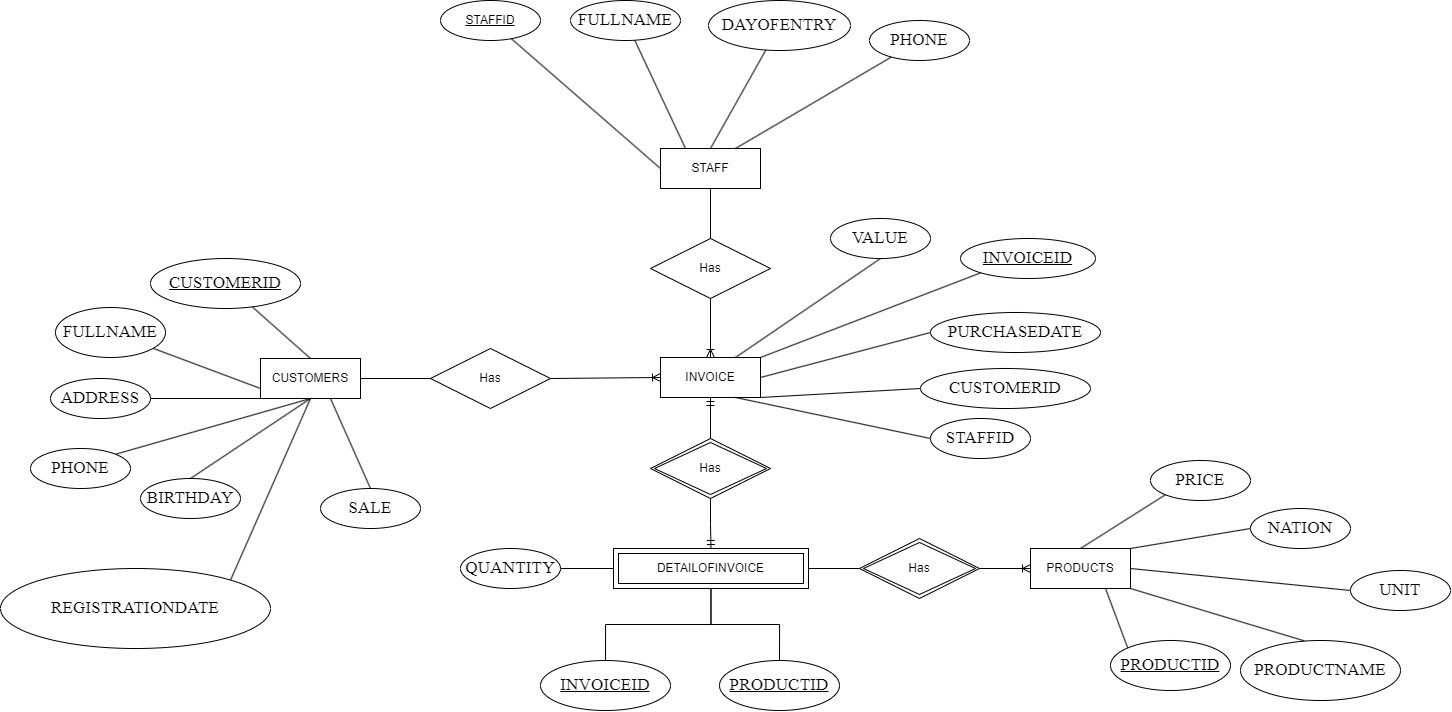 STAFFID
FULLNAME
DAYOFENTRY
PHONE
STAFF
Has
VALUE
INVOICEID
PURCHASEDATE
CUSTOMERID
STAFFID
CUSTOMERID
FULLNAME
ADDRESS
PHONE
BIRTHDAY
REGISTRATIONDATE
SALE
CUSTOMERS
Has
INVOICE
Has
QUANTITY
DETAILOFINVOICE
Has
PRODUCTS
PRICE
NATION
UNIT
PRODUCTID
PRODUCTNAME
INVOICEID
PRODUCTID